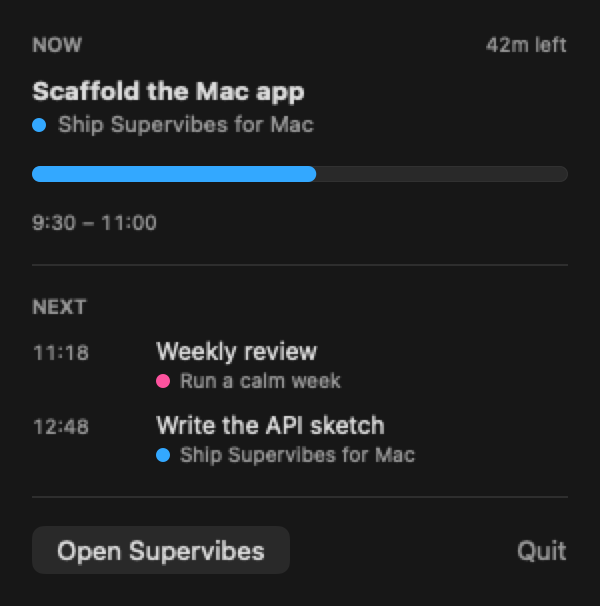 NOW
42m left
Scaffold the Mac app
Ship Supervibes for Mac
9:30 – 11:00
NEXT
11:18 Weekly review
Run a calm week
12:48 Write the API sketch
Ship Supervibes for Mac
Open Supervibes
Quit